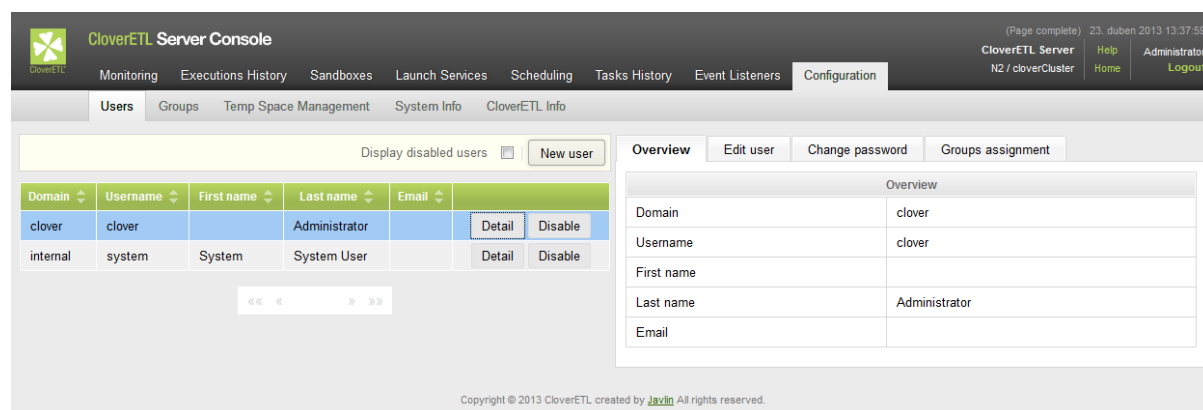 (Page complete) 23. duben 2013 13:37:59
CloverETL Server Console
CloverETL Server Help Administrator
N2 / cloverCluster Home Logout
CloverETL
Monitoring Executions History Sandboxes Launch Services Scheduling Tasks History Event Listeners Configuration
Users Groups Temp Space Management System Info CloverETL Info
Display disabled users New user
Overview Edit user Change password Groups assignment
Domain Username First name Last name Email
clover clover Administrator Detail Disable
internal system System System User Detail Disable
«« « » »»
Overview
Domain clover
Username clover
First name
Last name Administrator
Email
Copyright © 2013 CloverETL created by Javlin All rights reserved.